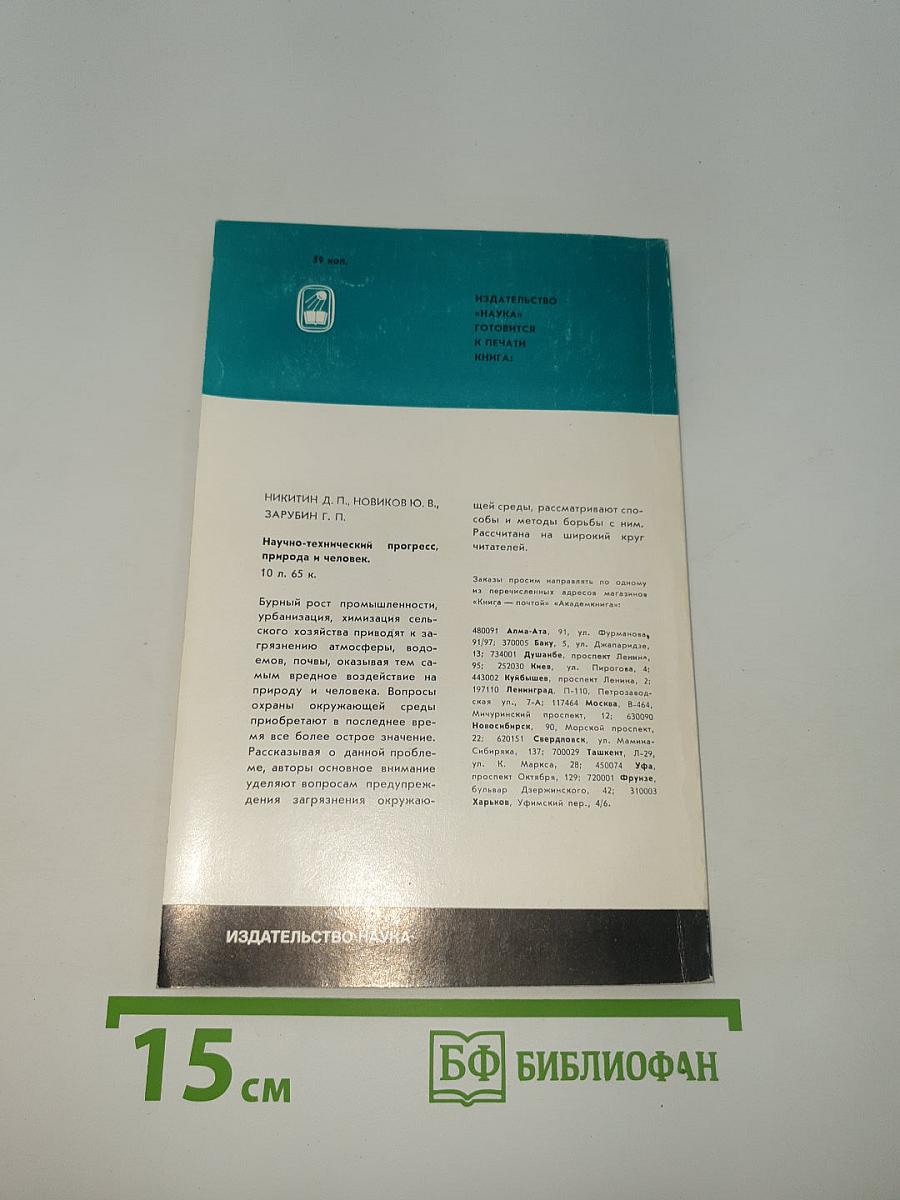 59 коп.
ИЗДАТЕЛЬСТВО
«НАУКА»
ГОТОВИТСЯ
К ПЕЧАТИ
КНИГА:
НИКИТИН Д. П., НОВИКОВ Ю. В.,
ЗАРУБИН Г. П.
Научно-технический прогресс,
природа и человек.
10 л. 65 к.
Бурный рост промышленности,
урбанизация, химизация сель-
ского хозяйства приводят к за-
грязнению атмосферы, водо-
емов, почвы, оказывая тем са-
мым вредное воздействие на
природу и человека. Вопросы
охраны окружающей среды
приобретают в последнее вре-
мя все более острое значение.
Рассказывая о данной пробле-
ме, авторы основное внимание
уделяют вопросам предупреж-
дения загрязнения окружаю-
щей среды, рассматривают спо-
собы и методы борьбы с ним.
Рассчитана на широкий круг
читателей.
Заказы просим направлять по одному
из перечисленных адресов магазинов
«Книга — почтой» «Академкнига»:
480091 Алма-Ата, 91, ул. Фурманова,
91/97; 370005 Баку, 5, ул. Джапаридзе,
13; 734001 Душанбе, проспект Ленина,
95; 252030 Киев, ул. Пирогова, 4;
443002 Куйбышев, проспект Ленина, 2;
197110 Ленинград, П-110, Петрозавод-
ская ул., 7-А; 117464 Москва, В-464,
Мичуринский проспект, 12; 630090
Новосибирск, 90, Морской проспект,
22; 620151 Свердловск, ул. Мамина-
Сибиряка, 137; 700029 Ташкент, Л-29,
ул. К. Маркса, 28; 450074 Уфа,
проспект Октября, 129; 720001 Фрунзе,
бульвар Дзержинского, 42; 310003
Харьков, Уфимский пер., 4/6.
ИЗДАТЕЛЬСТВО·НАУКА·
15 см
БФ БИБЛИОФАН